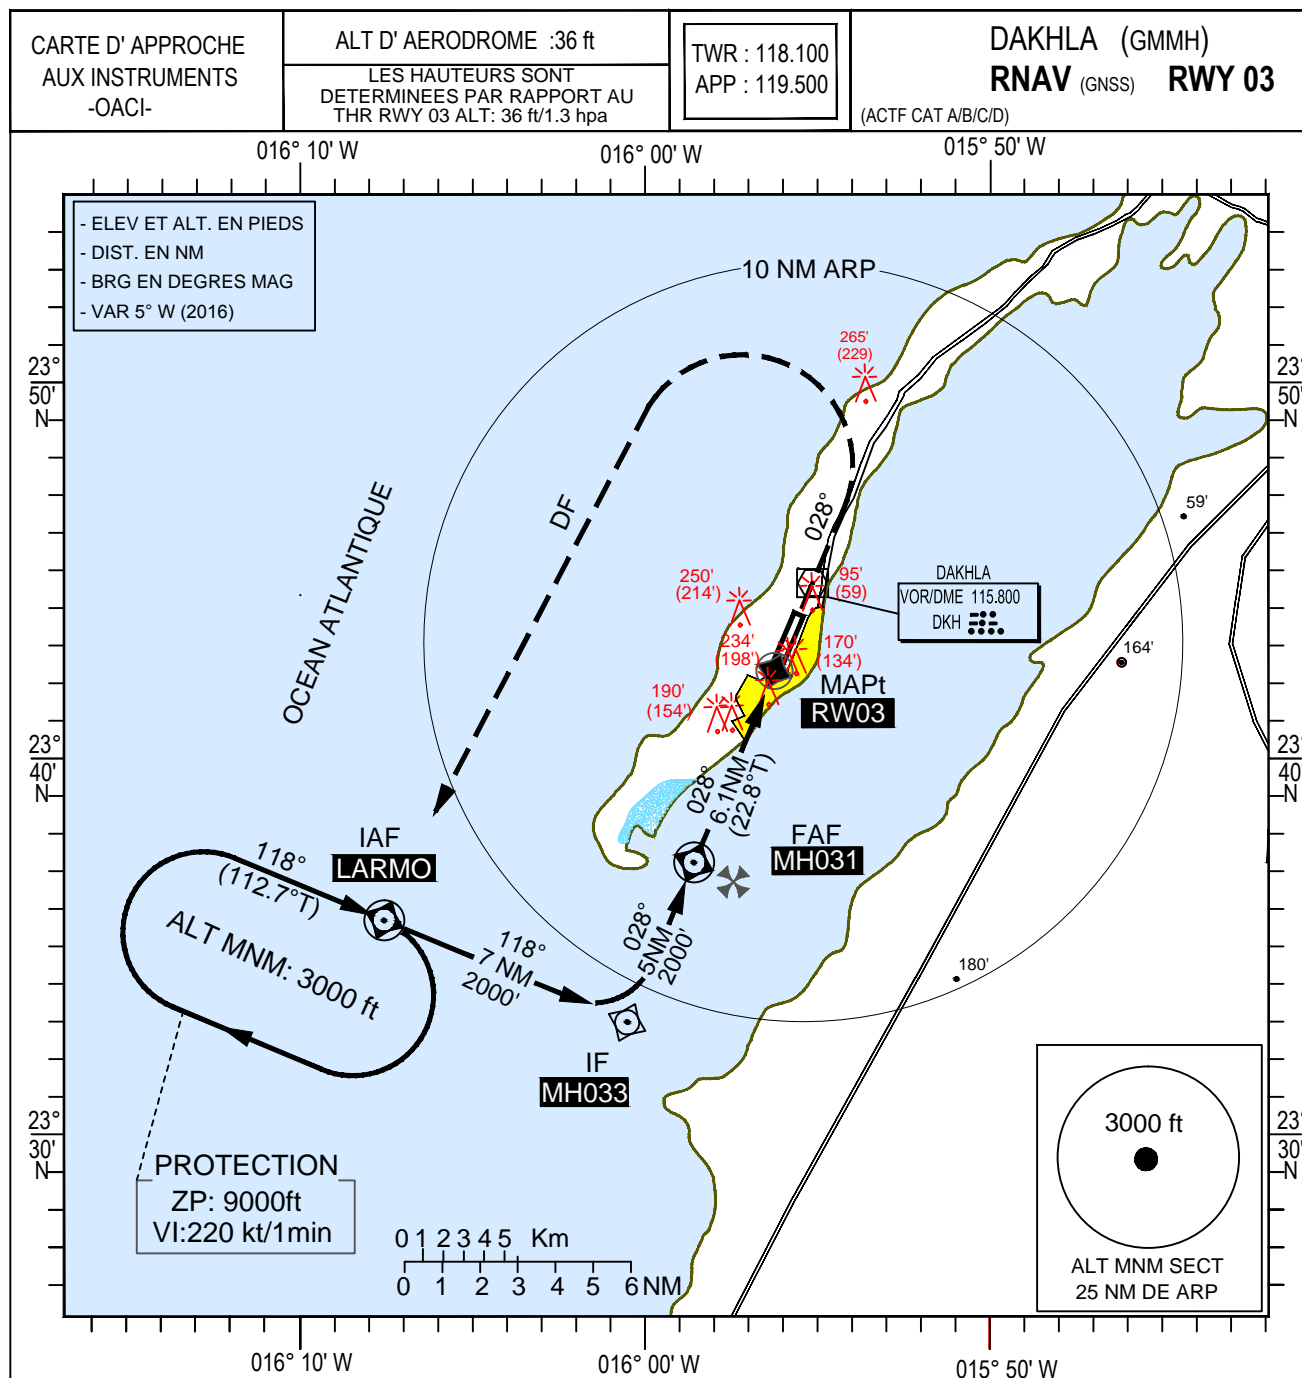 CARTE D' APPROCHE
AUX INSTRUMENTS
-OACI-
ALT D' AERODROME :36 ft
LES HAUTEURS SONT
DETERMINEES PAR RAPPORT AU
THR RWY 03 ALT: 36 ft/1.3 hpa
TWR : 118.100
APP : 119.500
DAKHLA (GMMH)
RNAV (GNSS) RWY 03
(ACTF CAT A/B/C/D)
016° 10' W
016° 00' W
015° 50' W
- ELEV ET ALT. EN PIEDS
- DIST. EN NM
- BRG EN DEGRES MAG
- VAR 5° W (2016)
10 NM ARP
265'
(229)
23°
50'
N
23°
50'
N
DF
028°
OCEAN ATLANTIQUE
59'
250'
(214')
95'
(59)
DAKHLA
VOR/DME 115.800
DKH
234'
(198')
170'
(134')
164'
190'
(154')
MAPt
RW03
23°
40'
N
23°
40'
N
028°
6.1NM
(22.8°T)
IAF
LARMO
FAF
MH031
118°
(112.7°T)
ALT MNM: 3000 ft
118°
7 NM
2000'
028°
5NM
2000'
180'
IF
MH033
23°
30'
N
23°
30'
N
3000 ft
PROTECTION
ZP: 9000ft
VI:220 kt/1min
0 1 2 3 4 5 Km
0 1 2 3 4 5 6 NM
ALT MNM SECT
25 NM DE ARP
016° 10' W
016° 00' W
015° 50' W